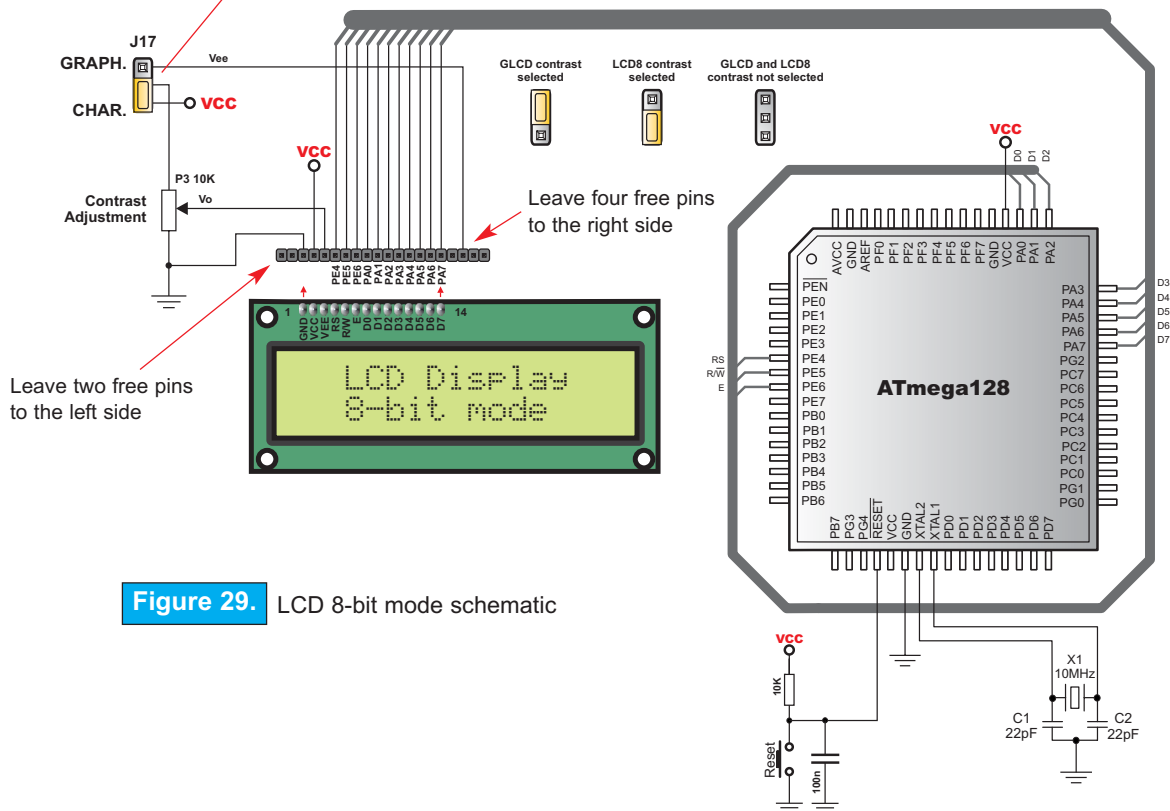 J17
GRAPH.
CHAR.
Vee
VCC
VCC
P3 10K
Vo
Contrast
Adjustment
GLCD contrast
selected
LCD8 contrast
selected
GLCD and LCD8
contrast not selected
Leave four free pins
to the right side
PE4
PE5
PE6
PA0
PA1
PA2
PA3
PA4
PA5
PA6
PA7
1
GND
VCC
VEE
RS
R/W
E
D0
D1
D2
D3
D4
D5
D6
D7
14
LCD Display
8-bit mode
Leave two free pins
to the left side
VCC
D0
D1
D2
AVCC
GND
AREF
PF0
PF1
PF2
PF3
PF4
PF5
PF6
PF7
GND
VCC
PA0
PA1
PA2
PEN
PE0
PE1
PE2
PE3
PE4
PE5
PE6
PE7
PB0
PB1
PB2
PB3
PB4
PB5
PB6
RS
R/W
E
ATmega128
PA3
PA4
PA5
PA6
PA7
PG2
PC7
PC6
PC5
PC4
PC3
PC2
PC1
PC0
PG1
PG0
D3
D4
D5
D6
D7
PB7
PG3
PG4
RESET
VCC
GND
XTAL2
XTAL1
PD0
PD1
PD2
PD3
PD4
PD5
PD6
PD7
Figure 29. LCD 8-bit mode schematic
VCC
10K
Reset
100n
X1
10MHz
C1
22pF
C2
22pF